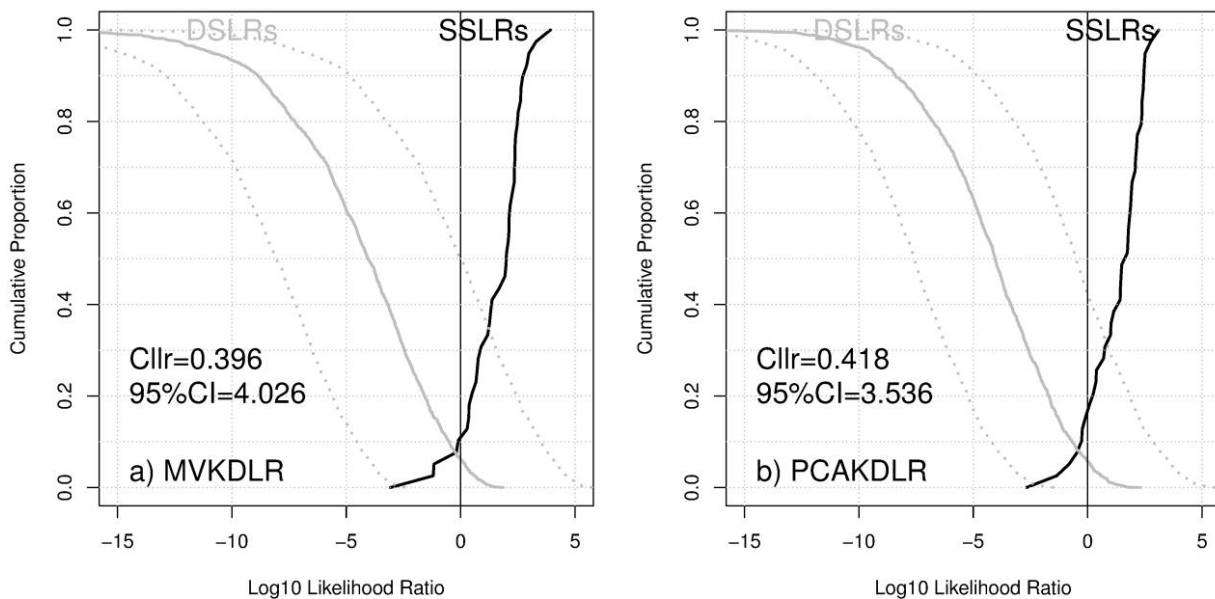 DSLRs SSLRs
Cumulative Proportion
1.0
0.8
0.6
0.4
0.2
0.0
Cllr=0.396
95%CI=4.026
a) MVKDLR
−15 −10 −5 0 5
Log10 Likelihood Ratio
DSLRs SSLRs
Cumulative Proportion
1.0
0.8
0.6
0.4
0.2
0.0
Cllr=0.418
95%CI=3.536
b) PCAKDLR
−15 −10 −5 0 5
Log10 Likelihood Ratio